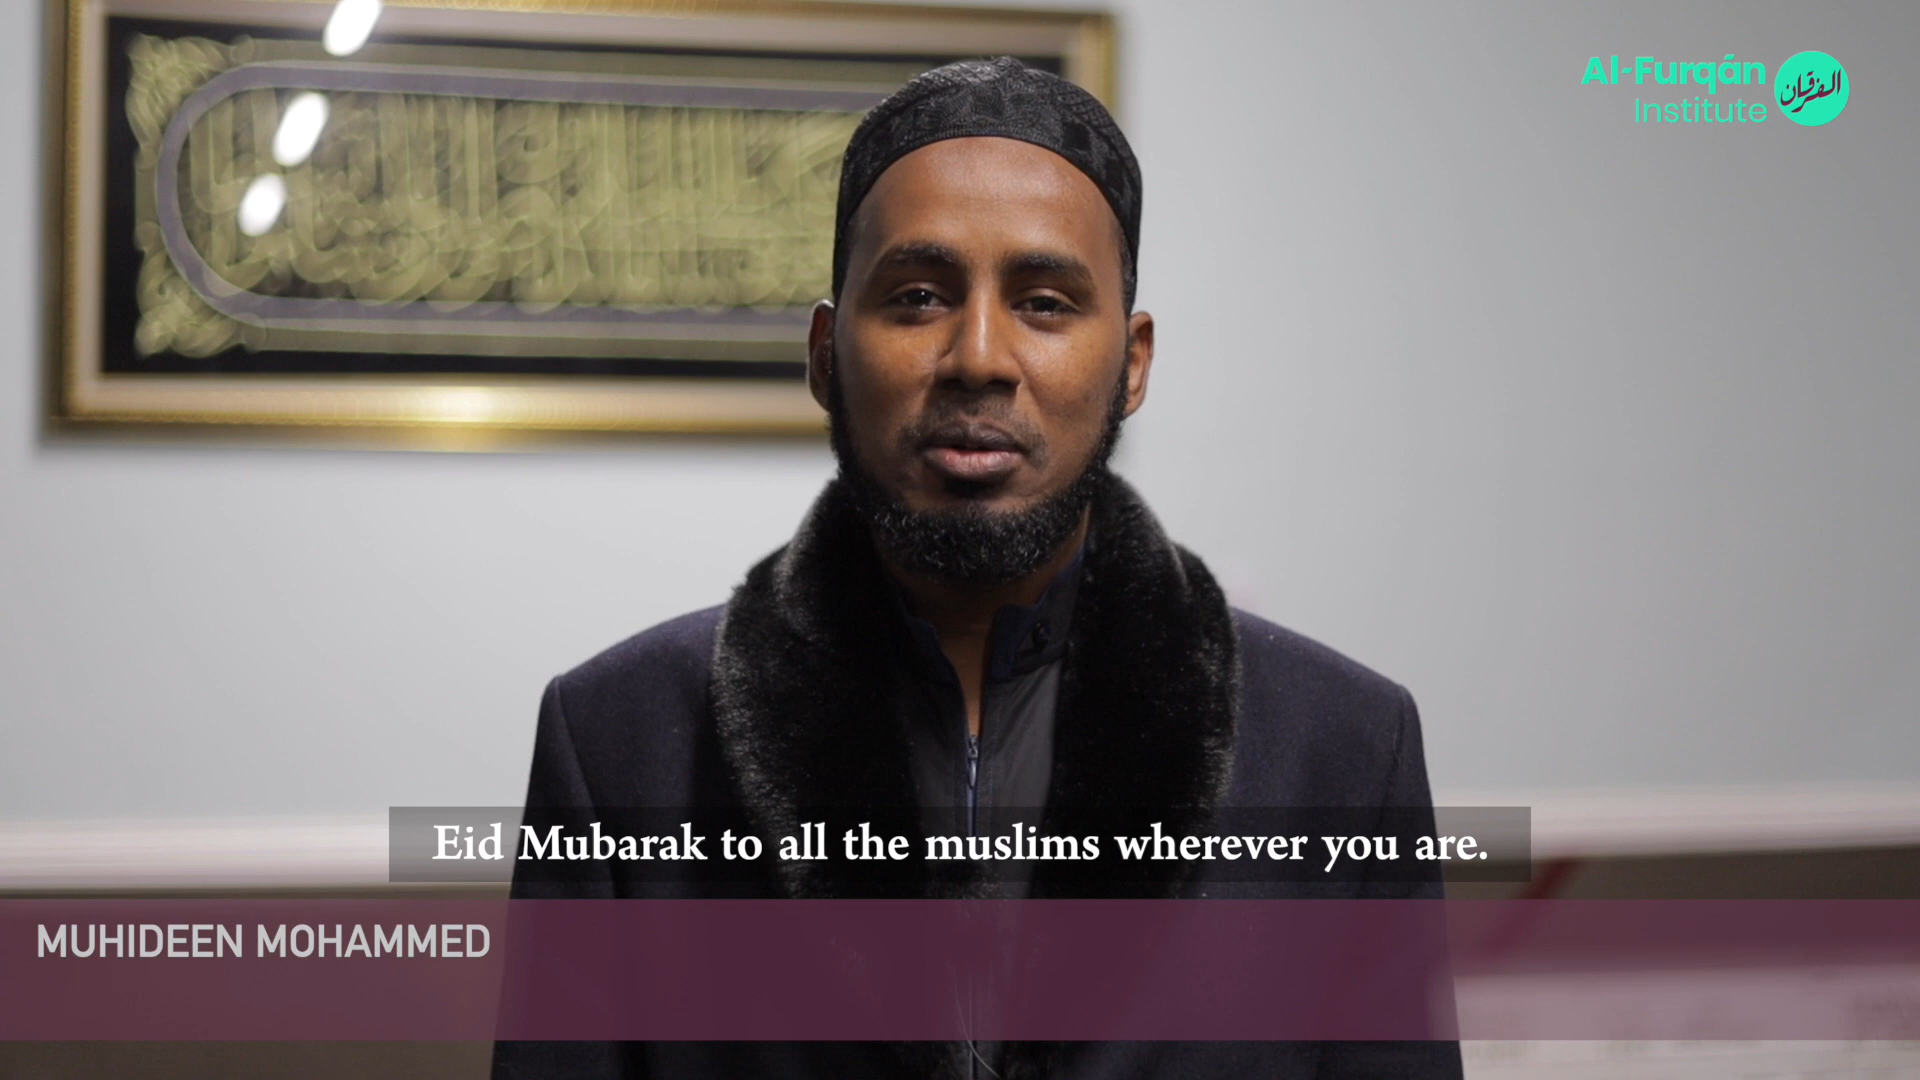 Al-Furqán
Institute
الفرقان
Eid Mubarak to all the muslims wherever you are.
MUHIDEEN MOHAMMED